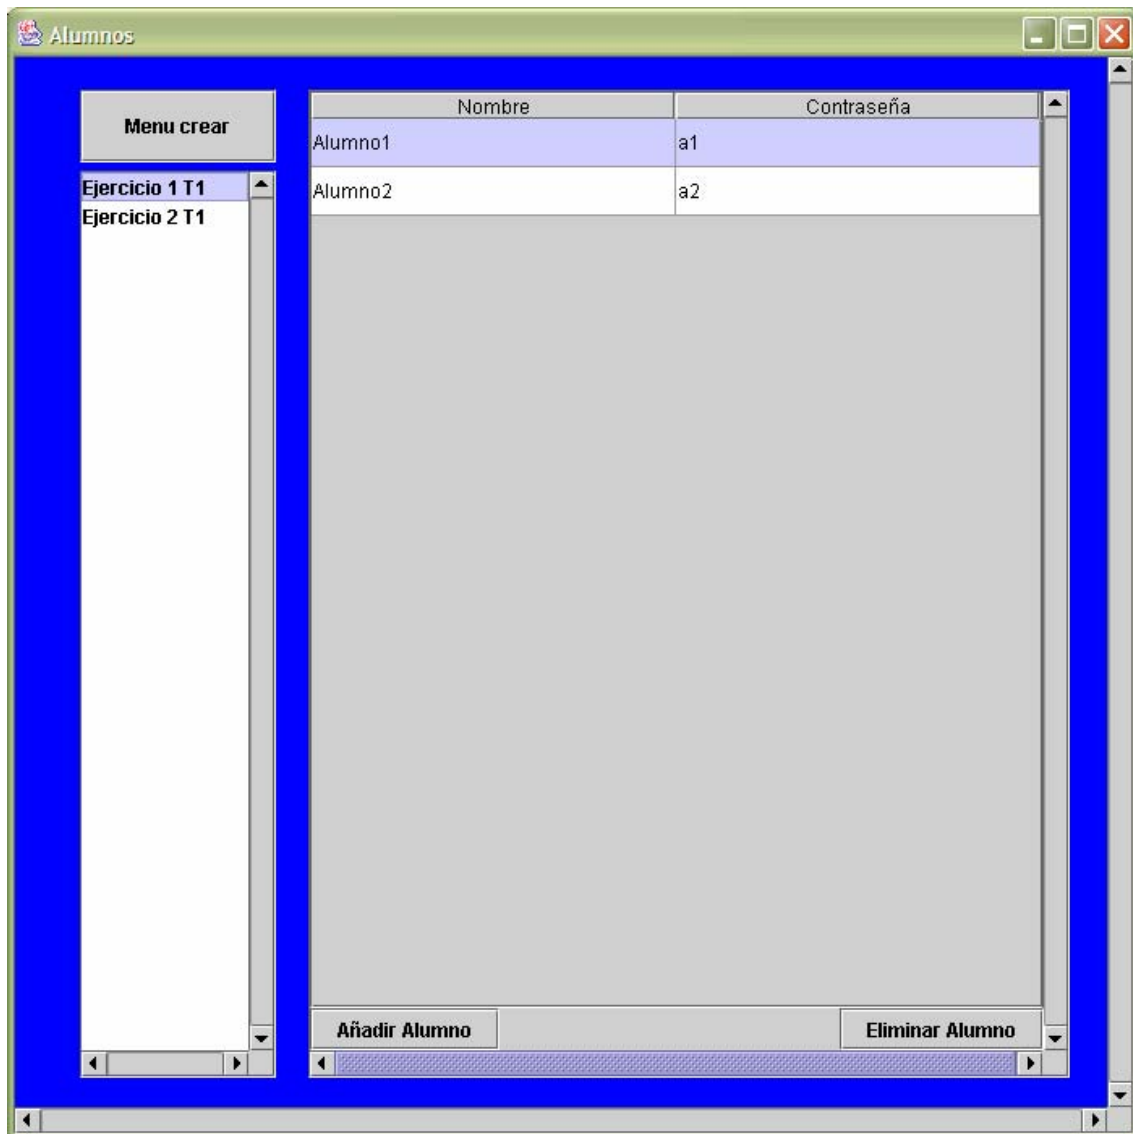 Alumnos
Menu crear
Ejercicio 1 T1
Ejercicio 2 T1
Nombre Contraseña
Alumno1 a1
Alumno2 a2
Añadir Alumno Eliminar Alumno